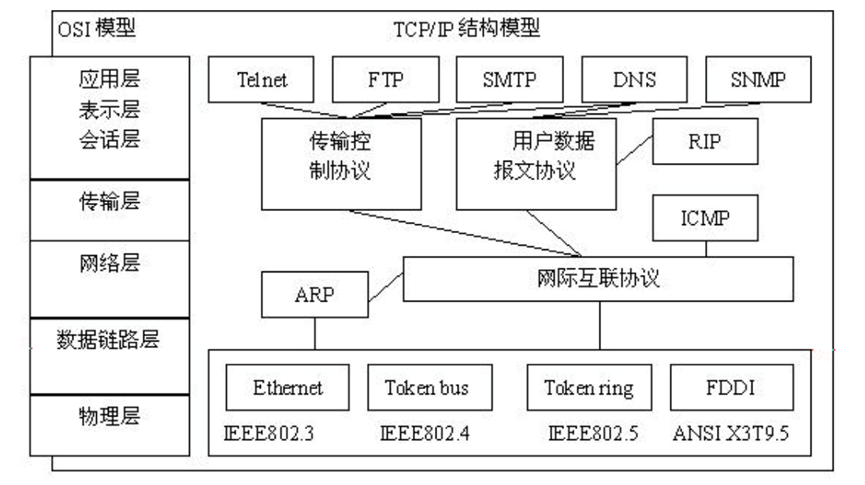 OSI 模型
TCP/IP 结构模型
应用层
表示层
会话层
传输层
网络层
数据链路层
物理层
Telnet
FTP
SMTP
DNS
SNMP
传输控
制协议
用户数据
报文协议
RIP
ICMP
ARP
网际互联协议
Ethernet
Token bus
Token ring
FDDI
IEEE802.3
IEEE802.4
IEEE802.5
ANSI X3T9.5